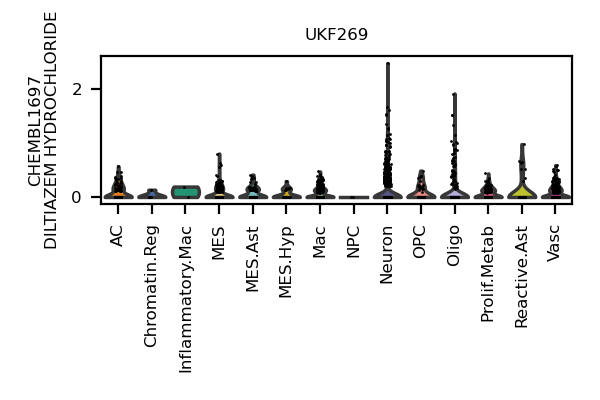 UKF269
CHEMBL1697
DILTIAZEM HYDROCHLORIDE
2
0
AC
Chromatin.Reg
Inflammatory.Mac
MES
MES.Ast
MES.Hyp
Mac
NPC
Neuron
OPC
Oligo
Prolif.Metab
Reactive.Ast
Vasc